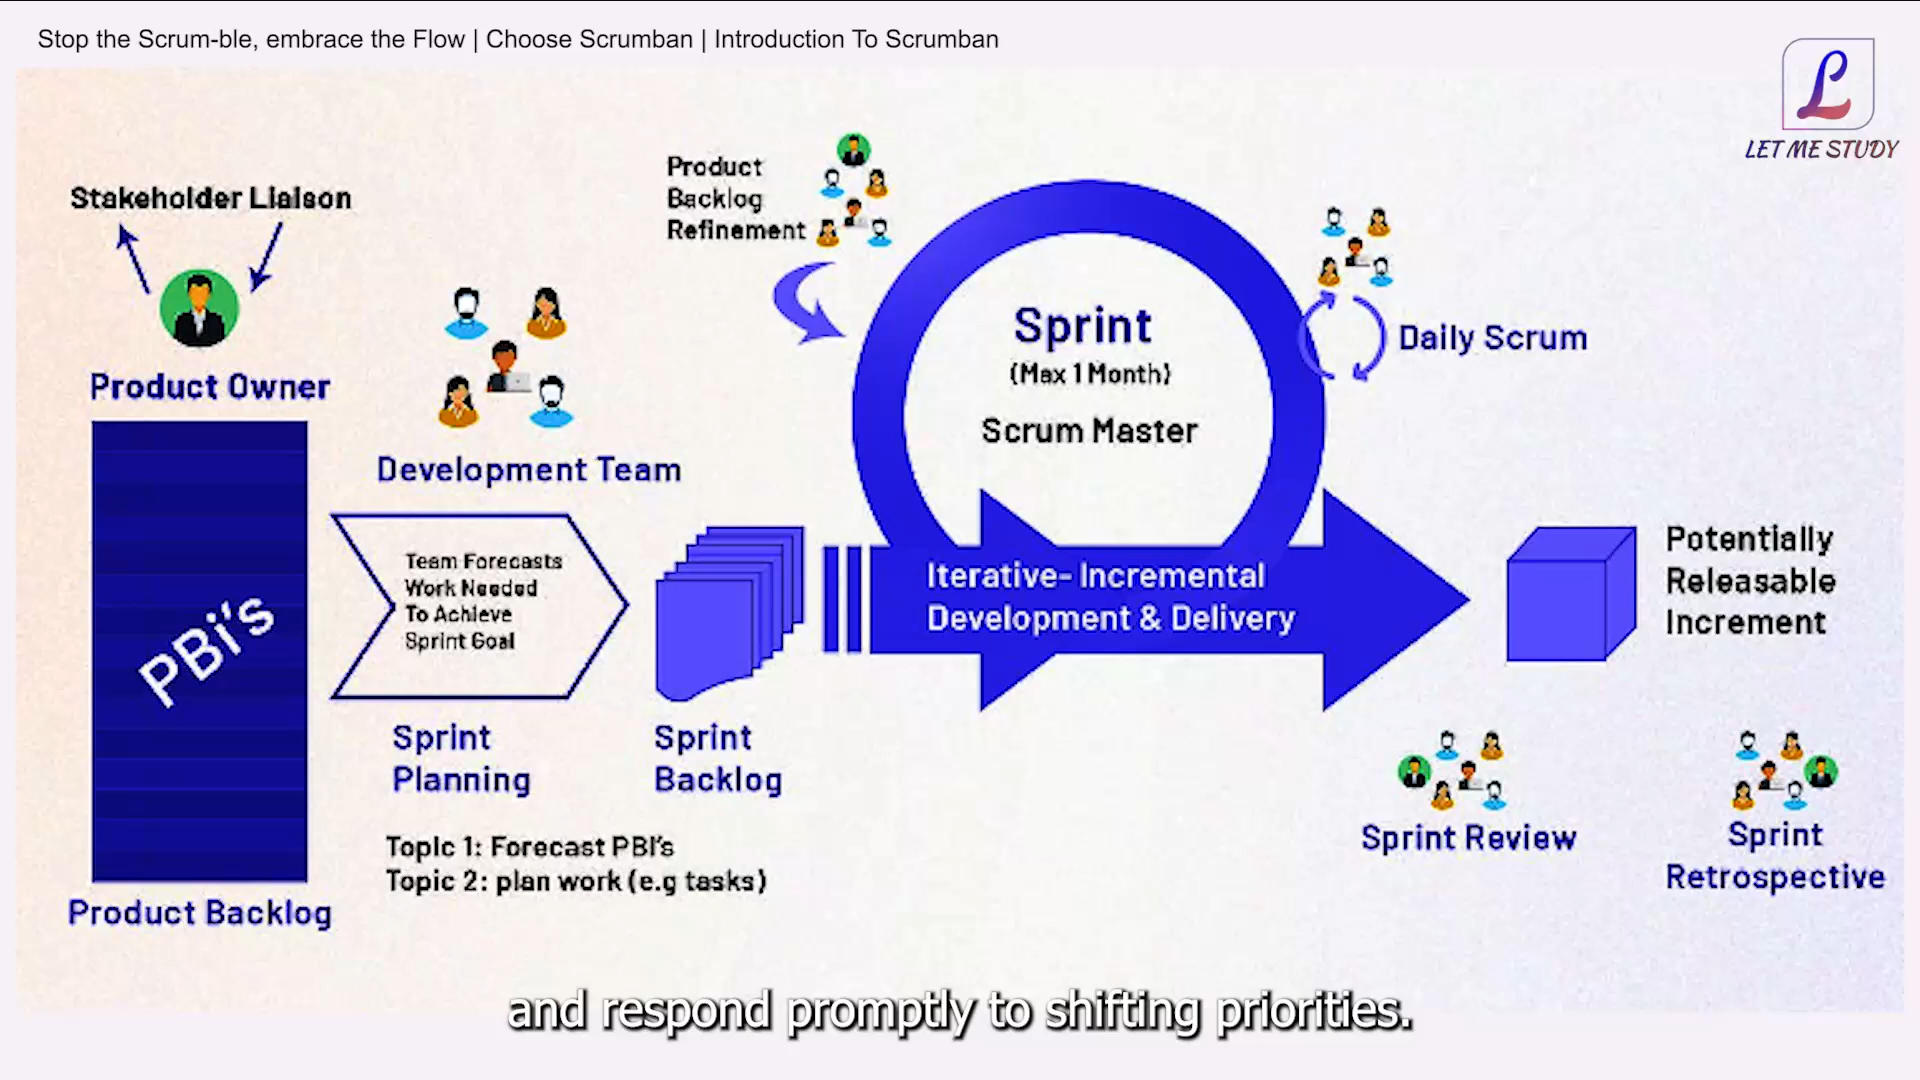 Stop the Scrum-ble, embrace the Flow | Choose Scrumban | Introduction To Scrumban
L
LET ME STUDY
Stakeholder Liaison
Product Owner
PBi's
Product Backlog
Development Team
Team Forecasts
Work Needed
To Achieve
Sprint Goal
Sprint
Planning
Topic 1: Forecast PBI's
Topic 2: plan work (e.g tasks)
Sprint
Backlog
Product
Backlog
Refinement
Sprint
(Max 1 Month)
Scrum Master
Daily Scrum
Iterative- Incremental
Development & Delivery
Potentially
Releasable
Increment
Sprint Review
Sprint
Retrospective
and respond promptly to shifting priorities.